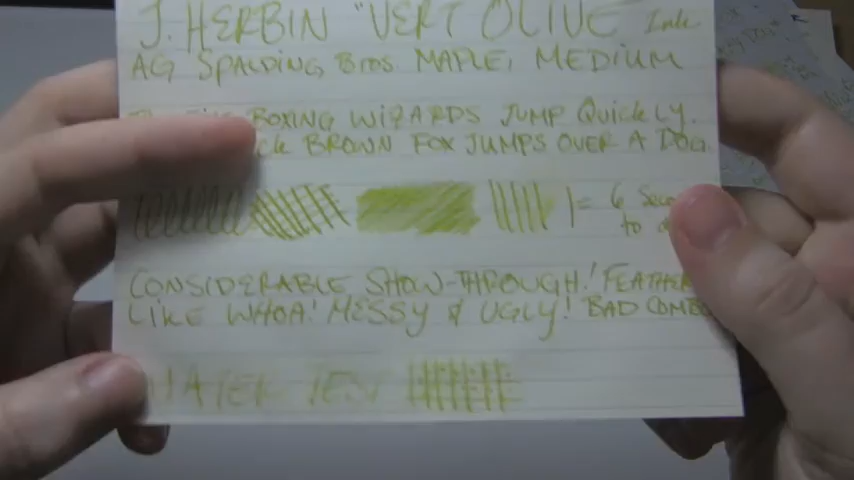 J. HERBIN "VERT OLIVE" Ink
AG SPALDING Bros. MAPLE, MEDIUM
BOXING WIZARDS JUMP QuickLy.
BROWN FOX JUMPS OVER A DOG.
= 6 Sec
to
CONSIDERABLE SHOW-THROUGH! FEATHER
LIKE WHOA! MESSY & UGLY! BAD COMBO
WATER TEST